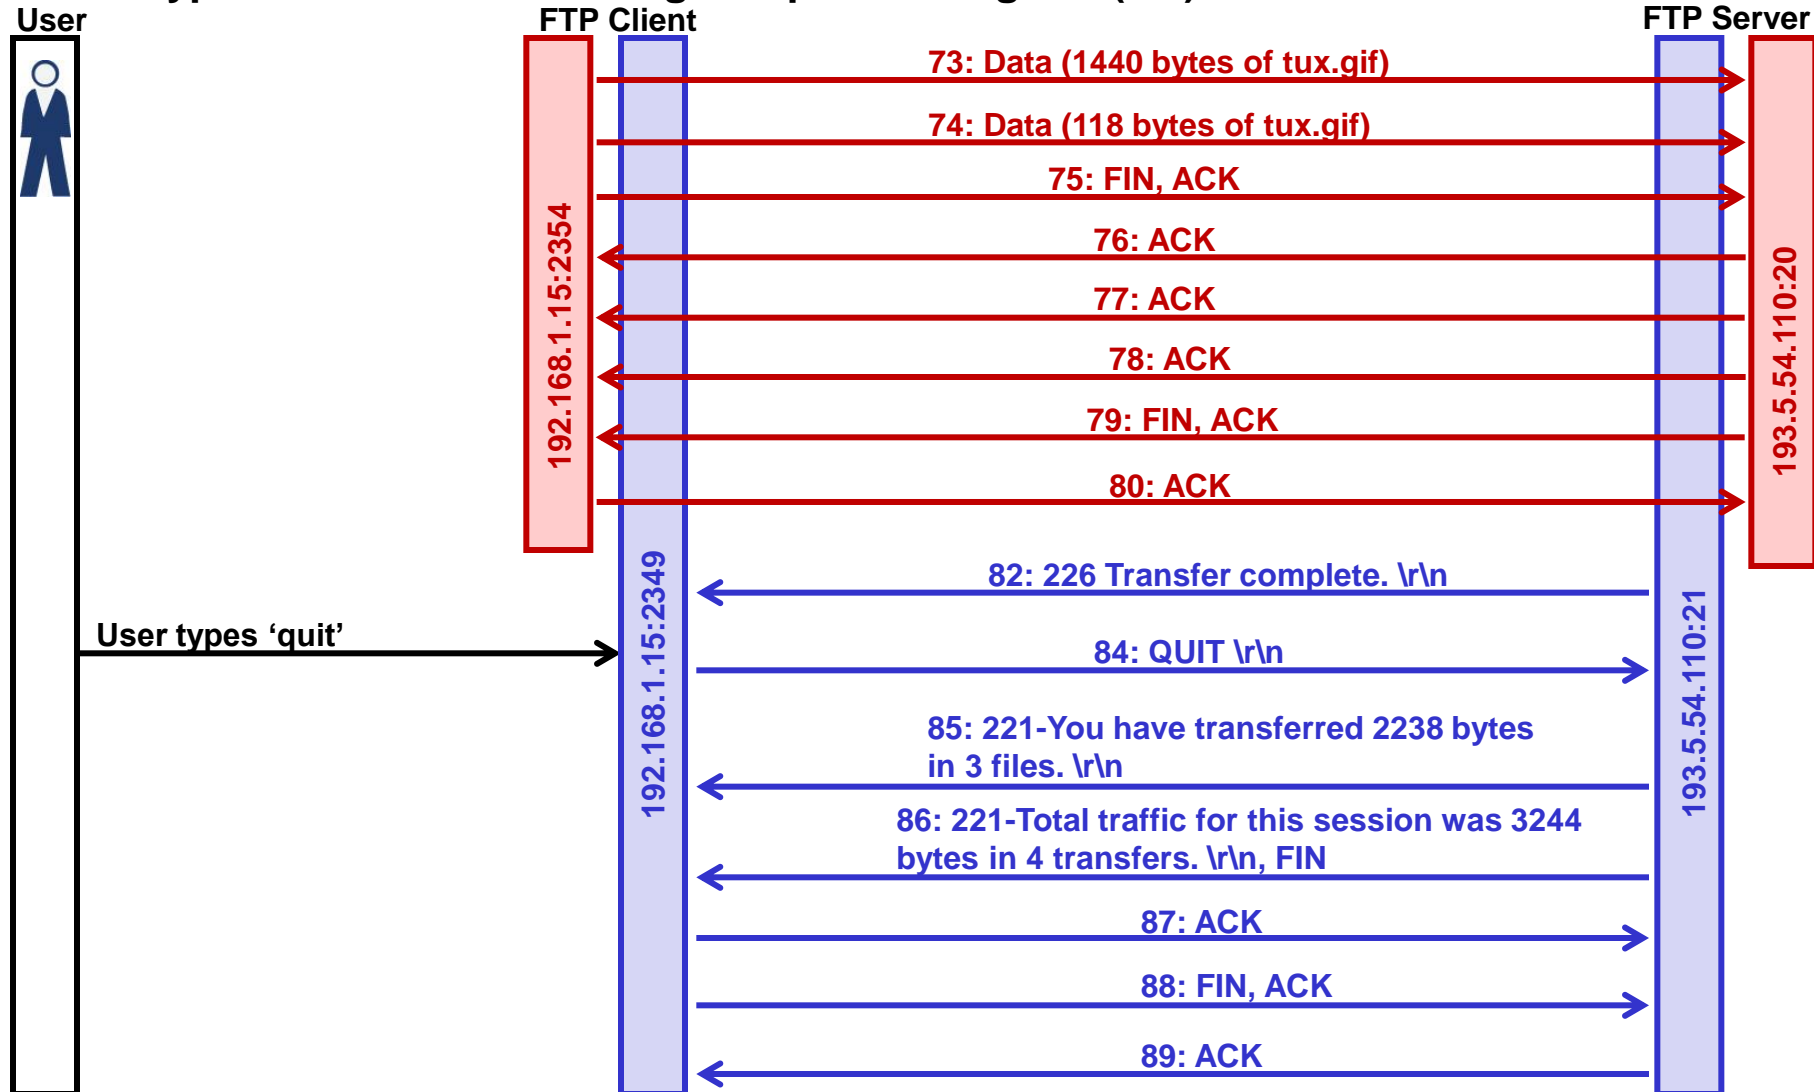 User
FTP Client
FTP Server
73: Data (1440 bytes of tux.gif)
74: Data (118 bytes of tux.gif)
75: FIN, ACK
76: ACK
77: ACK
78: ACK
79: FIN, ACK
80: ACK
192.168.1.15:2354
193.5.54.110:20
82: 226 Transfer complete. \r\n
User types ‘quit’
84: QUIT \r\n
85: 221-You have transferred 2238 bytes
in 3 files. \r\n
86: 221-Total traffic for this session was 3244
bytes in 4 transfers. \r\n, FIN
87: ACK
88: FIN, ACK
89: ACK
192.168.1.15:2349
193.5.54.110:21